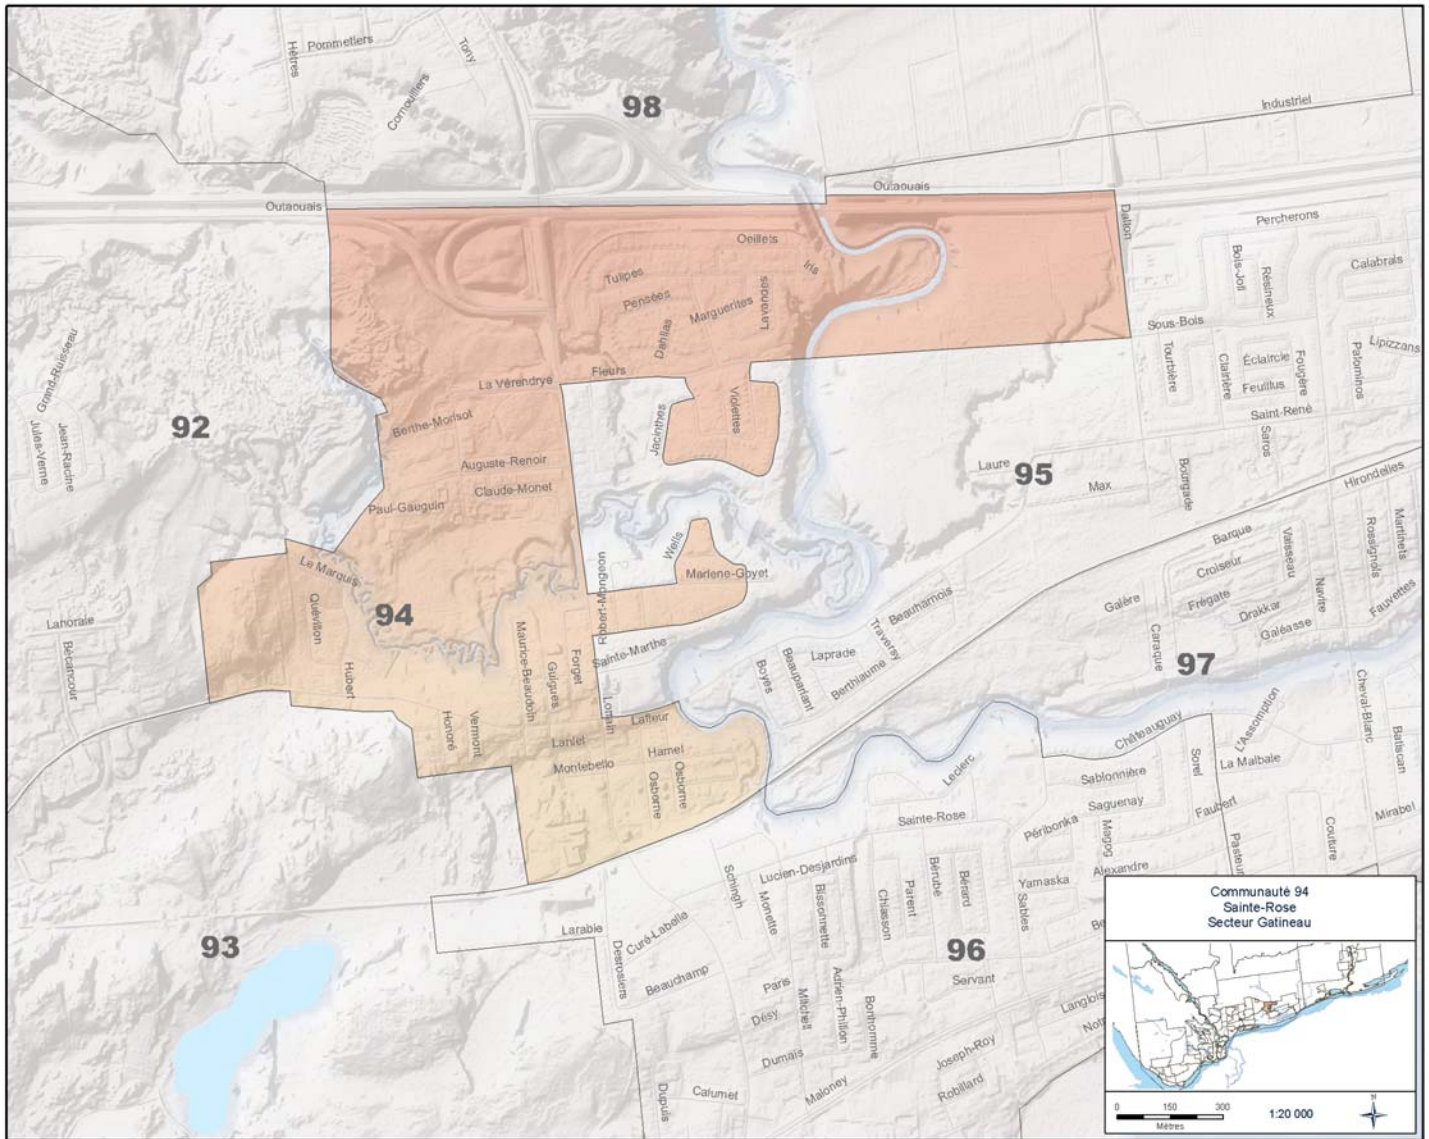 Hêtres
Pommetiers
Tony
Cornouillers
98
Industriel
Outaouais
Outaouais
Dalton
Percherons
Bois-Joli
Résineux
Calabrais
Oeillets
Iris
Tulipes
Pensées
Marguerites
Lavandes
Dahlias
Sous-Bois
Lipizzans
Palominos
Tourbière
Clairière
Éclaircie
Fougère
Feuillus
Saint-René
Saros
Grand-Ruisseau
Jules-Verne
Jean-Racine
92
La Vérendrye
Fleurs
Violettes
Jacinthes
Berthe-Morisot
Auguste-Renoir
Claude-Monet
Paul-Gauguin
Laure
95
Max
Bourgade
Hirondelles
Martinets
Rossignols
Fauvettes
Barque
Croiseur
Vaisseau
Navire
Galère
Frégate
Drakkar
Galéasse
Caraque
97
Wells
Marlene-Goyet
Robert-Mongeon
Sainte-Marthe
Le Marquis
94
Quévillon
Hubert
Lanoraie
Bécancour
Maurice-Beaudoin
Guigues
Forget
Lorrain
Lafleur
Honoré
Vermont
Laniel
Montebello
Hamel
Osborne
Osborne
Beauharnois
Traversy
Laprade
Berthiaume
Beauparlant
Boyes
Châteauguay
L'Assomption
Cheval-Blanc
Batiscan
La Malbaie
Sorel
Sablonnière
Saguenay
Faubert
Leclerc
Sainte-Rose
Péribonka
Magog
Pasteur
Couture
Mirabel
Alexandre
Yamaska
Sables
Lucien-Desjardins
Schingh
Monette
Bissonnette
Chiasson
Parent
Bérubé
Bérard
93
Larabie
Desrosiers
Curé-Labelle
Beauchamp
96
Servant
Paris
Désy
Mitchell
Adrien-Philion
Bonhomme
Dumais
Joseph-Roy
Robillard
Maloney
Calumet
Dupuis
Langlois
Communauté 94
Sainte-Rose
Secteur Gatineau
0 150 300
Mètres
1:20 000
N